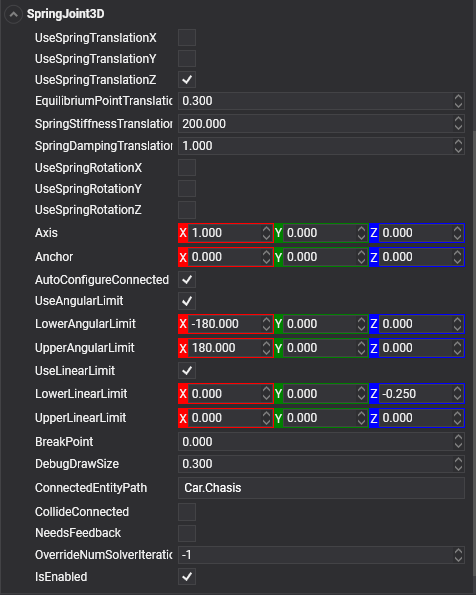 SpringJoint3D
UseSpringTranslationX
UseSpringTranslationY
UseSpringTranslationZ
EquilibriumPointTranslatic 0.300
SpringStiffnessTranslation 200.000
SpringDampingTranslation 1.000
UseSpringRotationX
UseSpringRotationY
UseSpringRotationZ
Axis X 1.000 Y 0.000 Z 0.000
Anchor X 0.000 Y 0.000 Z 0.000
AutoConfigureConnected
UseAngularLimit
LowerAngularLimit X -180.000 Y 0.000 Z 0.000
UpperAngularLimit X 180.000 Y 0.000 Z 0.000
UseLinearLimit
LowerLinearLimit X 0.000 Y 0.000 Z -0.250
UpperLinearLimit X 0.000 Y 0.000 Z 0.000
BreakPoint 0.000
DebugDrawSize 0.300
ConnectedEntityPath Car.Chasis
CollideConnected
NeedsFeedback
OverrideNumSolverIteratic -1
IsEnabled